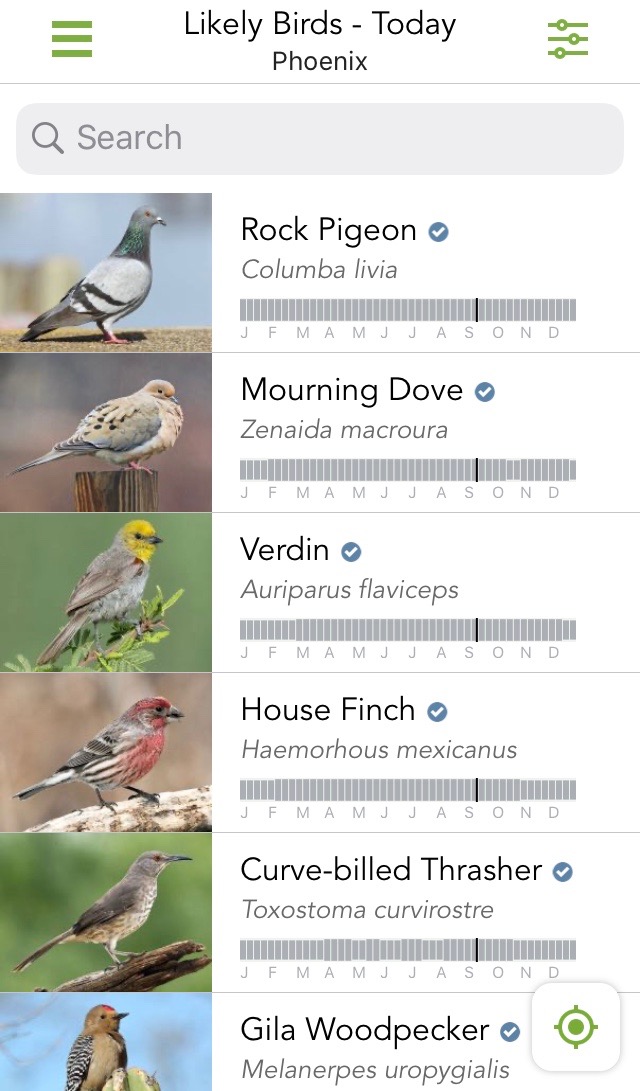 Likely Birds - Today
Phoenix
Search
Rock Pigeon
Columba livia
J F M A M J J A S O N D
Mourning Dove
Zenaida macroura
J F M A M J J A S O N D
Verdin
Auriparus flaviceps
J F M A M J J A S O N D
House Finch
Haemorhous mexicanus
J F M A M J J A S O N D
Curve-billed Thrasher
Toxostoma curvirostre
J F M A M J J A S O N D
Gila Woodpecker
Melanerpes uropygialis